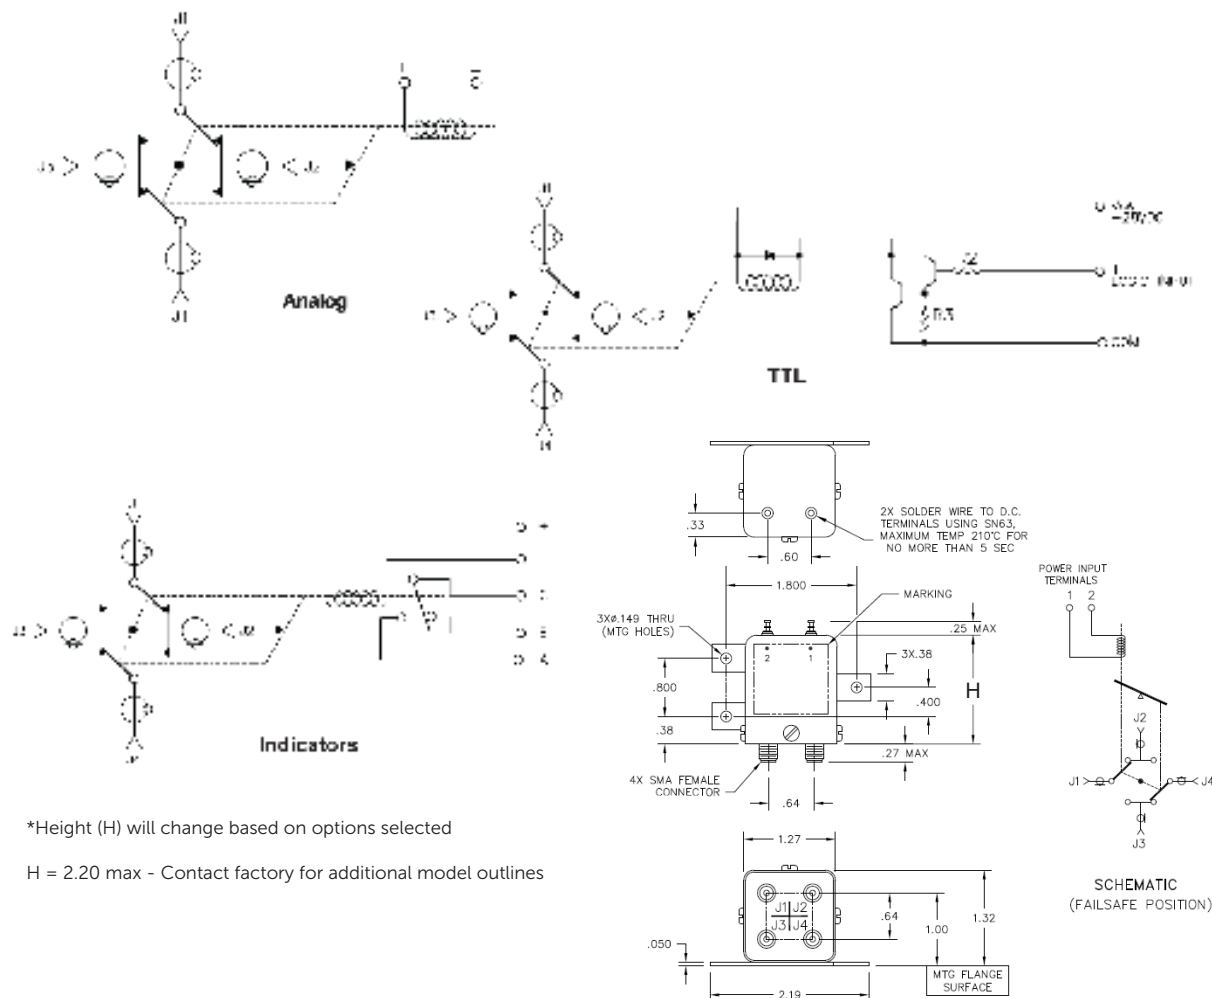 J1
Analog
J2
J1
TTL
COM
R3
Indicators
*Height (H) will change based on options selected
H = 2.20 max - Contact factory for additional model outlines
.33
.60
2X SOLDER WIRE TO D.C.
TERMINALS USING SN63,
MAXIMUM TEMP 210°C FOR
NO MORE THAN 5 SEC
1.800
MARKING
3XØ.149 THRU
(MTG HOLES)
.25 MAX
2
1
3X.38
.800
H
.400
.38
.27 MAX
4X SMA FEMALE
CONNECTOR
.64
POWER INPUT
TERMINALS
1 2
J2
J1
J4
J3
SCHEMATIC
(FAILSAFE POSITION)
1.27
J1 J2
J3 J4
.64
1.00
1.32
.050
2.19
MTG FLANGE
SURFACE